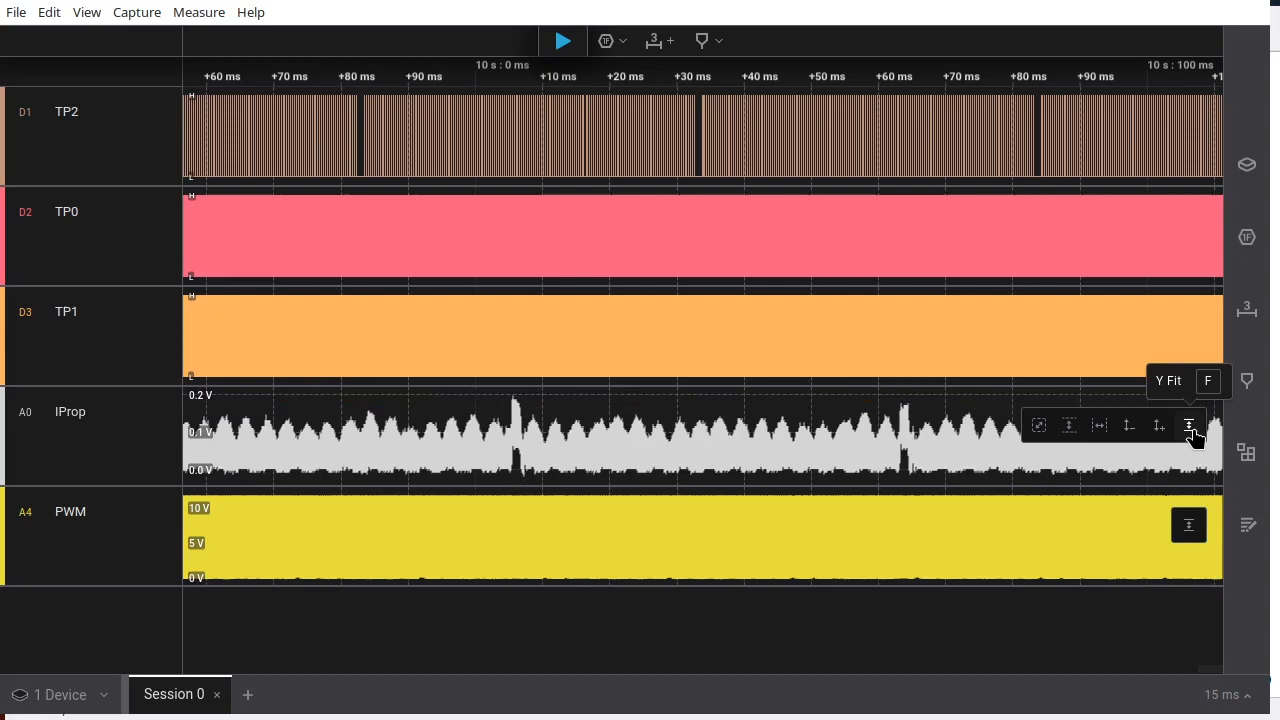 File Edit View Capture Measure Help
10 s : 0 ms 10 s : 100 ms
+60 ms +70 ms +80 ms +90 ms +10 ms +20 ms +30 ms +40 ms +50 ms +60 ms +70 ms +80 ms +90 ms +1
D1 TP2
H
L
D2 TP0
H
L
D3 TP1
H
L
Y Fit F
A0 IProp
0.2 V
0.1 V
0.0 V
A4 PWM
10 V
5 V
0 V
1 Device Session 0 × + 15 ms